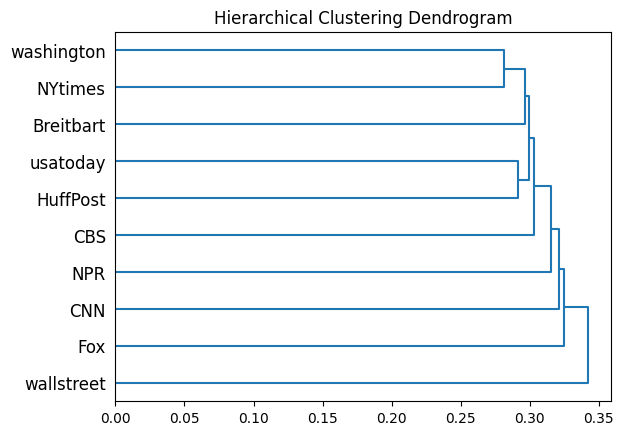 Hierarchical Clustering Dendrogram
washington
NYtimes
Breitbart
usatoday
HuffPost
CBS
NPR
CNN
Fox
wallstreet
0.00 0.05 0.10 0.15 0.20 0.25 0.30 0.35